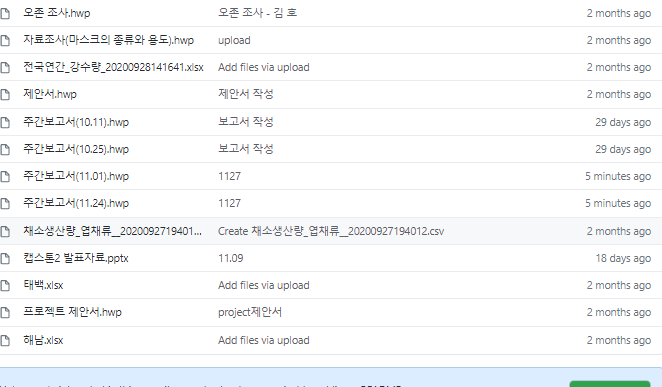 오존 조사.hwp 오존 조사 - 김 호 2 months ago
자료조사(마스크의 종류와 용도).hwp upload 2 months ago
전국연간_강수량_20200928141641.xlsx Add files via upload 2 months ago
제안서.hwp 제안서 작성 2 months ago
주간보고서(10.11).hwp 보고서 작성 29 days ago
주간보고서(10.25).hwp 보고서 작성 29 days ago
주간보고서(11.01).hwp 1127 5 minutes ago
주간보고서(11.24).hwp 1127 5 minutes ago
채소생산량_엽채류__2020092719401... Create 채소생산량_엽채류__20200927194012.csv 2 months ago
캡스톤2 발표자료.pptx 11.09 18 days ago
태백.xlsx Add files via upload 2 months ago
프로젝트 제안서.hwp project제안서 2 months ago
해남.xlsx Add files via upload 2 months ago